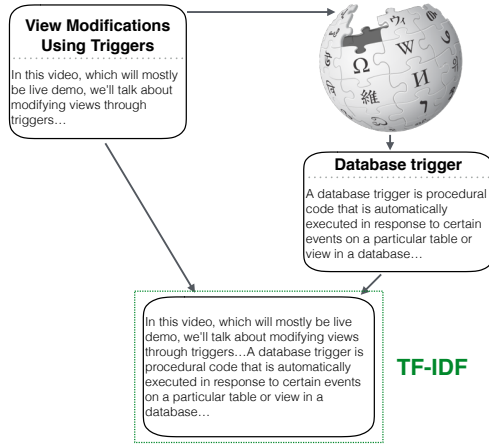 View Modifications
Using Triggers
In this video, which will mostly
be live demo, we'll talk about
modifying views through
triggers…
Ω
W
維
И
7
Database trigger
A database trigger is procedural
code that is automatically
executed in response to certain
events on a particular table or
view in a database…
In this video, which will mostly be live
demo, we'll talk about modifying views
through triggers…A database trigger is
procedural code that is automatically
executed in response to certain events
on a particular table or view in a
database…
TF-IDF